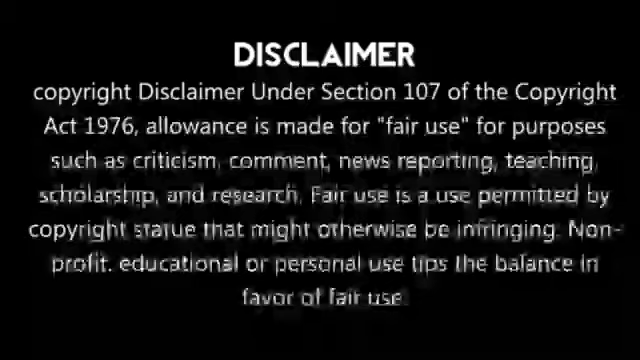 DISCLAIMER
copyright Disclaimer Under Section 107 of the Copyright
Act 1976, allowance is made for "fair use" for purposes
such as criticism, comment, news reporting, teaching,
scholarship, and research. Fair use is a use permitted by
copyright statue that might otherwise be infringing. Non-
profit. educational or personal use tips the balance in
favor of fair use.